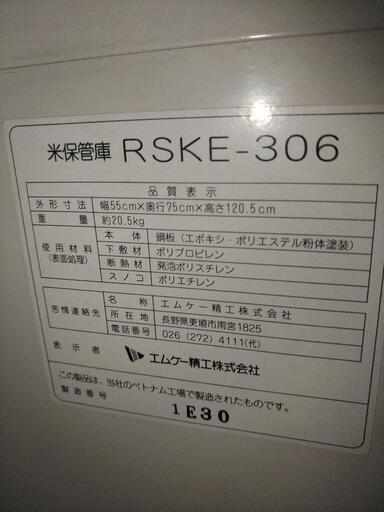 米保管庫 RSKE-306
品質表示
外形寸法 幅55cm×奥行75cm×高さ120.5cm
重量 約20.5kg
使用材料(表面処理) 本体 鋼板(エポキシ・ポリエステル粉体塗装)
下敷材 ポリプロピレン
断熱材 発泡ポリスチレン
スノコ ポリエチレン
苦情連絡先 名称 エムケー精工株式会社
所在地 長野県更埴市雨宮1825
電話番号 026(272)4111(代)
表示者 エムケー精工株式会社
この製品は、当社のベトナム工場で製造されたものです。
製造番号 1E30